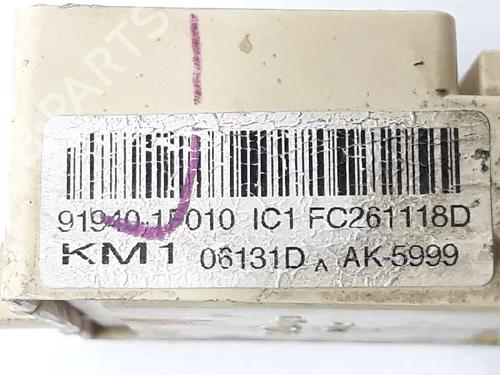 91940-1F010 IC1 FC261118D
KM1 06131D A AK-5999